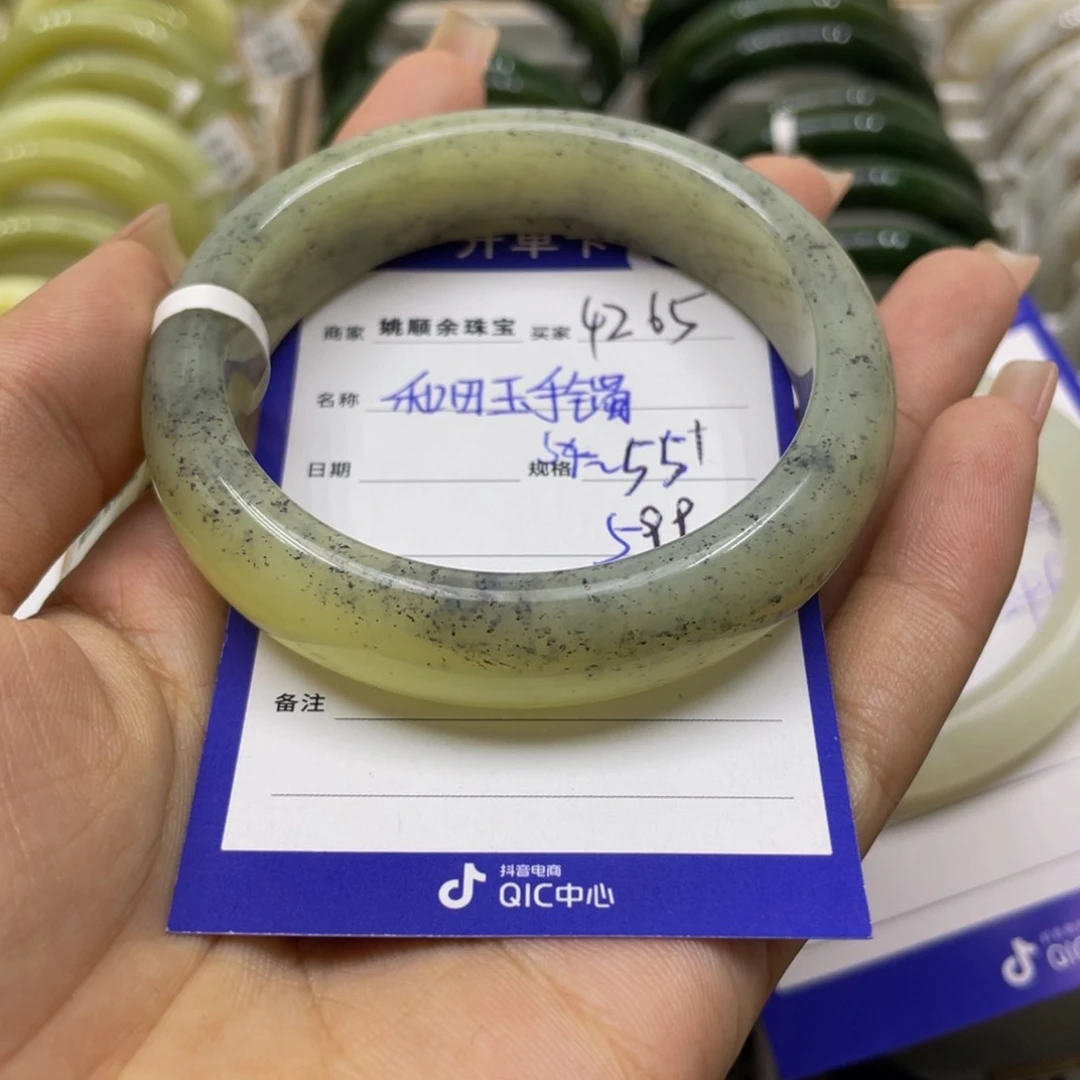 开单卡
商家 姚顺余珠宝 买家 4265
名称 和田玉手镯
日期 规格 54~55↑
599
备注
抖音电商
QIC中心